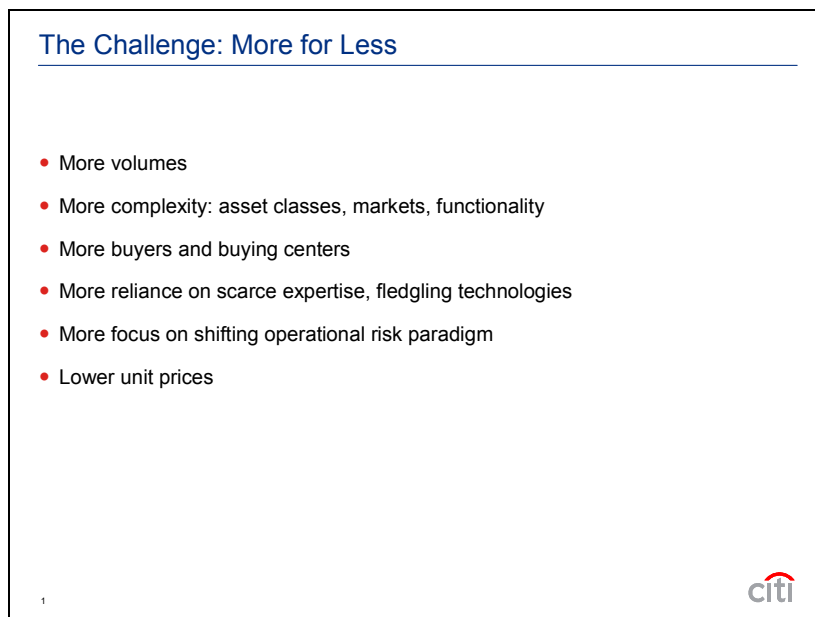 The Challenge: More for Less
• More volumes
• More complexity: asset classes, markets, functionality
• More buyers and buying centers
• More reliance on scarce expertise, fledgling technologies
• More focus on shifting operational risk paradigm
• Lower unit prices
1
citi